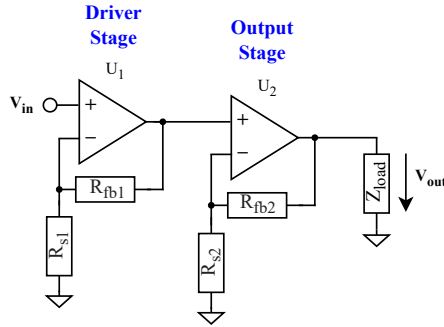 Driver
Stage
Output
Stage
U1
U2
Vin
+
−
+
−
Rfb1
Rfb2
Rs1
Rs2
Zload
Vout